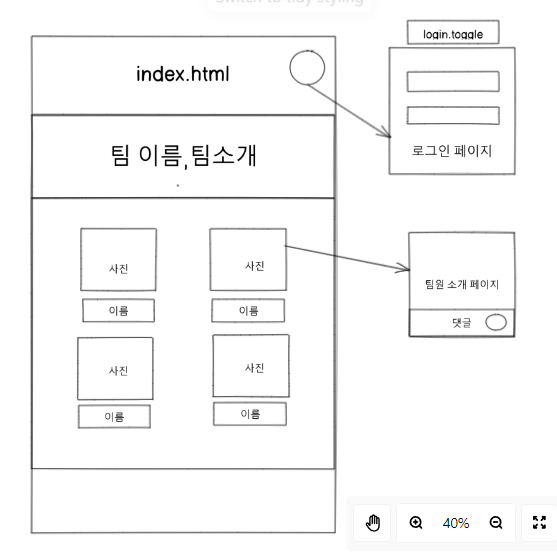 Switch to tidy styling
login.toggle
index.html
로그인 페이지
팀 이름,팀소개
사진
사진
이름
이름
팀원 소개 페이지
댓글
사진
사진
이름
이름
40%